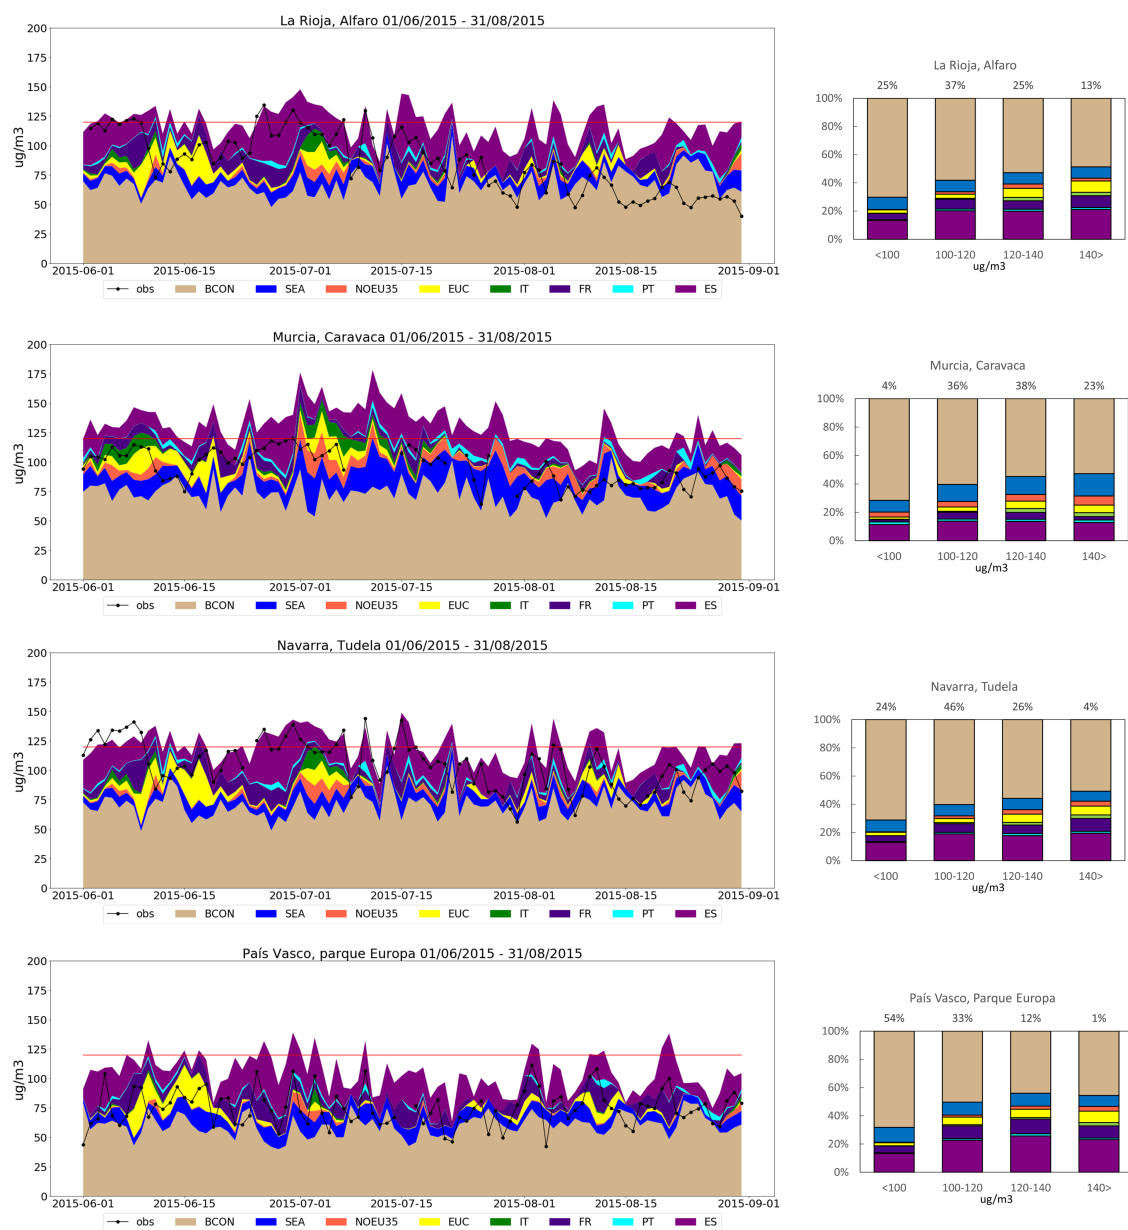 La Rioja, Alfaro 01/06/2015 - 31/08/2015
200
175
150
125
100
75
50
25
0
ug/m3
2015-06-01 2015-06-15 2015-07-01 2015-07-15 2015-08-01 2015-08-15 2015-09-01
obs BCON SEA NOEU35 EUC IT FR PT ES
La Rioja, Alfaro
25% 37% 25% 13%
100%
80%
60%
40%
20%
0%
<100 100-120 120-140 140>
ug/m3
Murcia, Caravaca 01/06/2015 - 31/08/2015
200
175
150
125
100
75
50
25
0
ug/m3
2015-06-01 2015-06-15 2015-07-01 2015-07-15 2015-08-01 2015-08-15 2015-09-01
obs BCON SEA NOEU35 EUC IT FR PT ES
Murcia, Caravaca
4% 36% 38% 23%
100%
80%
60%
40%
20%
0%
<100 100-120 120-140 140>
ug/m3
Navarra, Tudela 01/06/2015 - 31/08/2015
200
175
150
125
100
75
50
25
0
ug/m3
2015-06-01 2015-06-15 2015-07-01 2015-07-15 2015-08-01 2015-08-15 2015-09-01
obs BCON SEA NOEU35 EUC IT FR PT ES
Navarra, Tudela
24% 46% 26% 4%
100%
80%
60%
40%
20%
0%
<100 100-120 120-140 140>
ug/m3
País Vasco, parque Europa 01/06/2015 - 31/08/2015
200
175
150
125
100
75
50
25
0
ug/m3
2015-06-01 2015-06-15 2015-07-01 2015-07-15 2015-08-01 2015-08-15 2015-09-01
obs BCON SEA NOEU35 EUC IT FR PT ES
País Vasco, Parque Europa
54% 33% 12% 1%
100%
80%
60%
40%
20%
0%
<100 100-120 120-140 140>
ug/m3